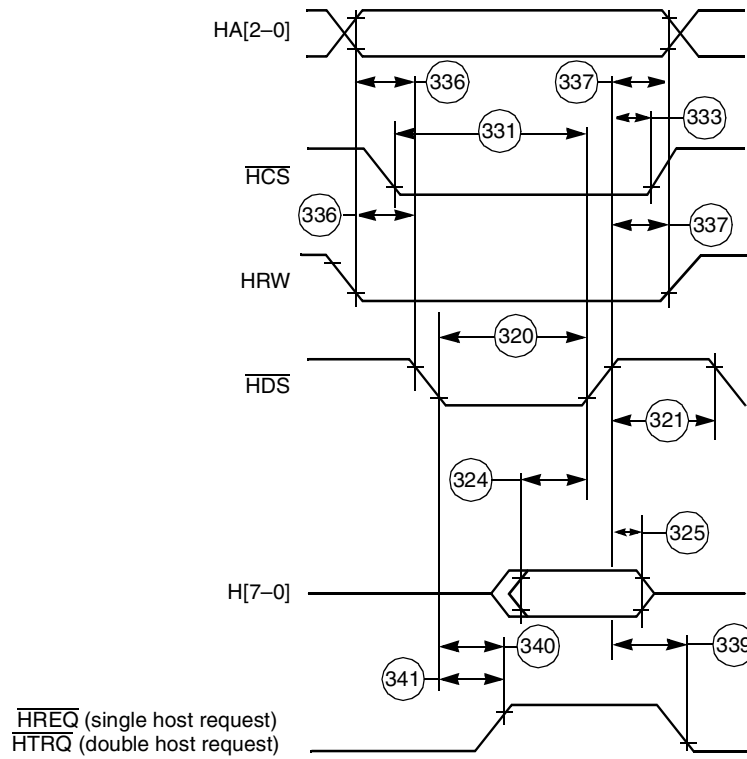 HA[2–0]
336
337
333
331
HCS
336
337
HRW
320
HDS
321
324
325
H[7–0]
340
339
341
HREQ (single host request)
HTRQ (double host request)